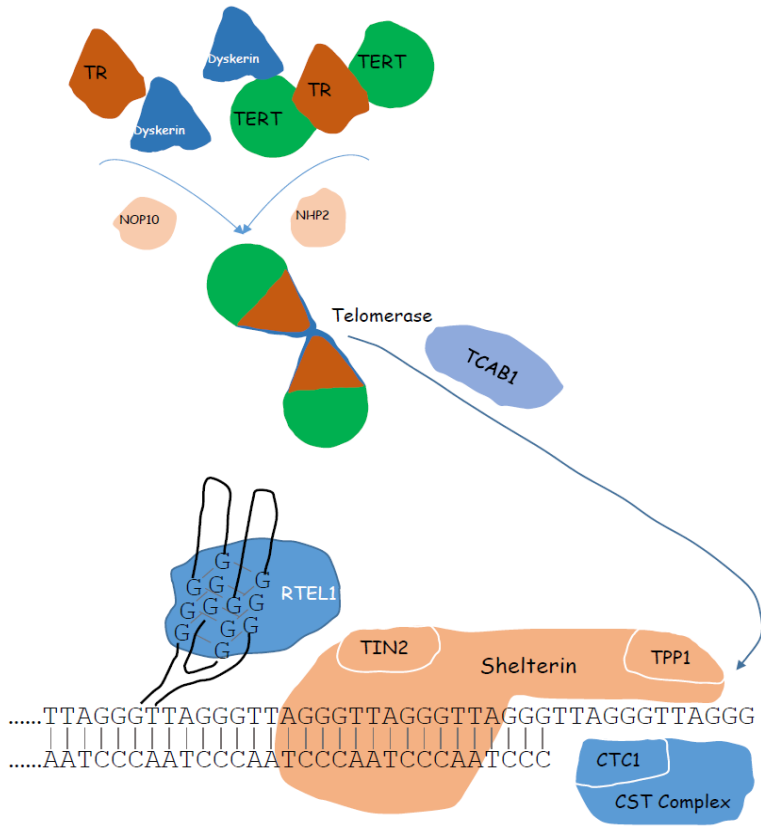 TR
Dyskerin
Dyskerin
TERT
TR
TERT
NOP10
NHP2
Telomerase
TCAB1
G
G
G
G
G
G
G
G
G
G
G
G
RTEL1
TIN2
Shelterin
TPP1
......TTAGGGTTAGGGTTAGGGTTAGGGTTAGGGTTAGGGTTAGGG
......AATCCCAATCCCAATCCCAATCCCAATCCC
CTC1
CST Complex